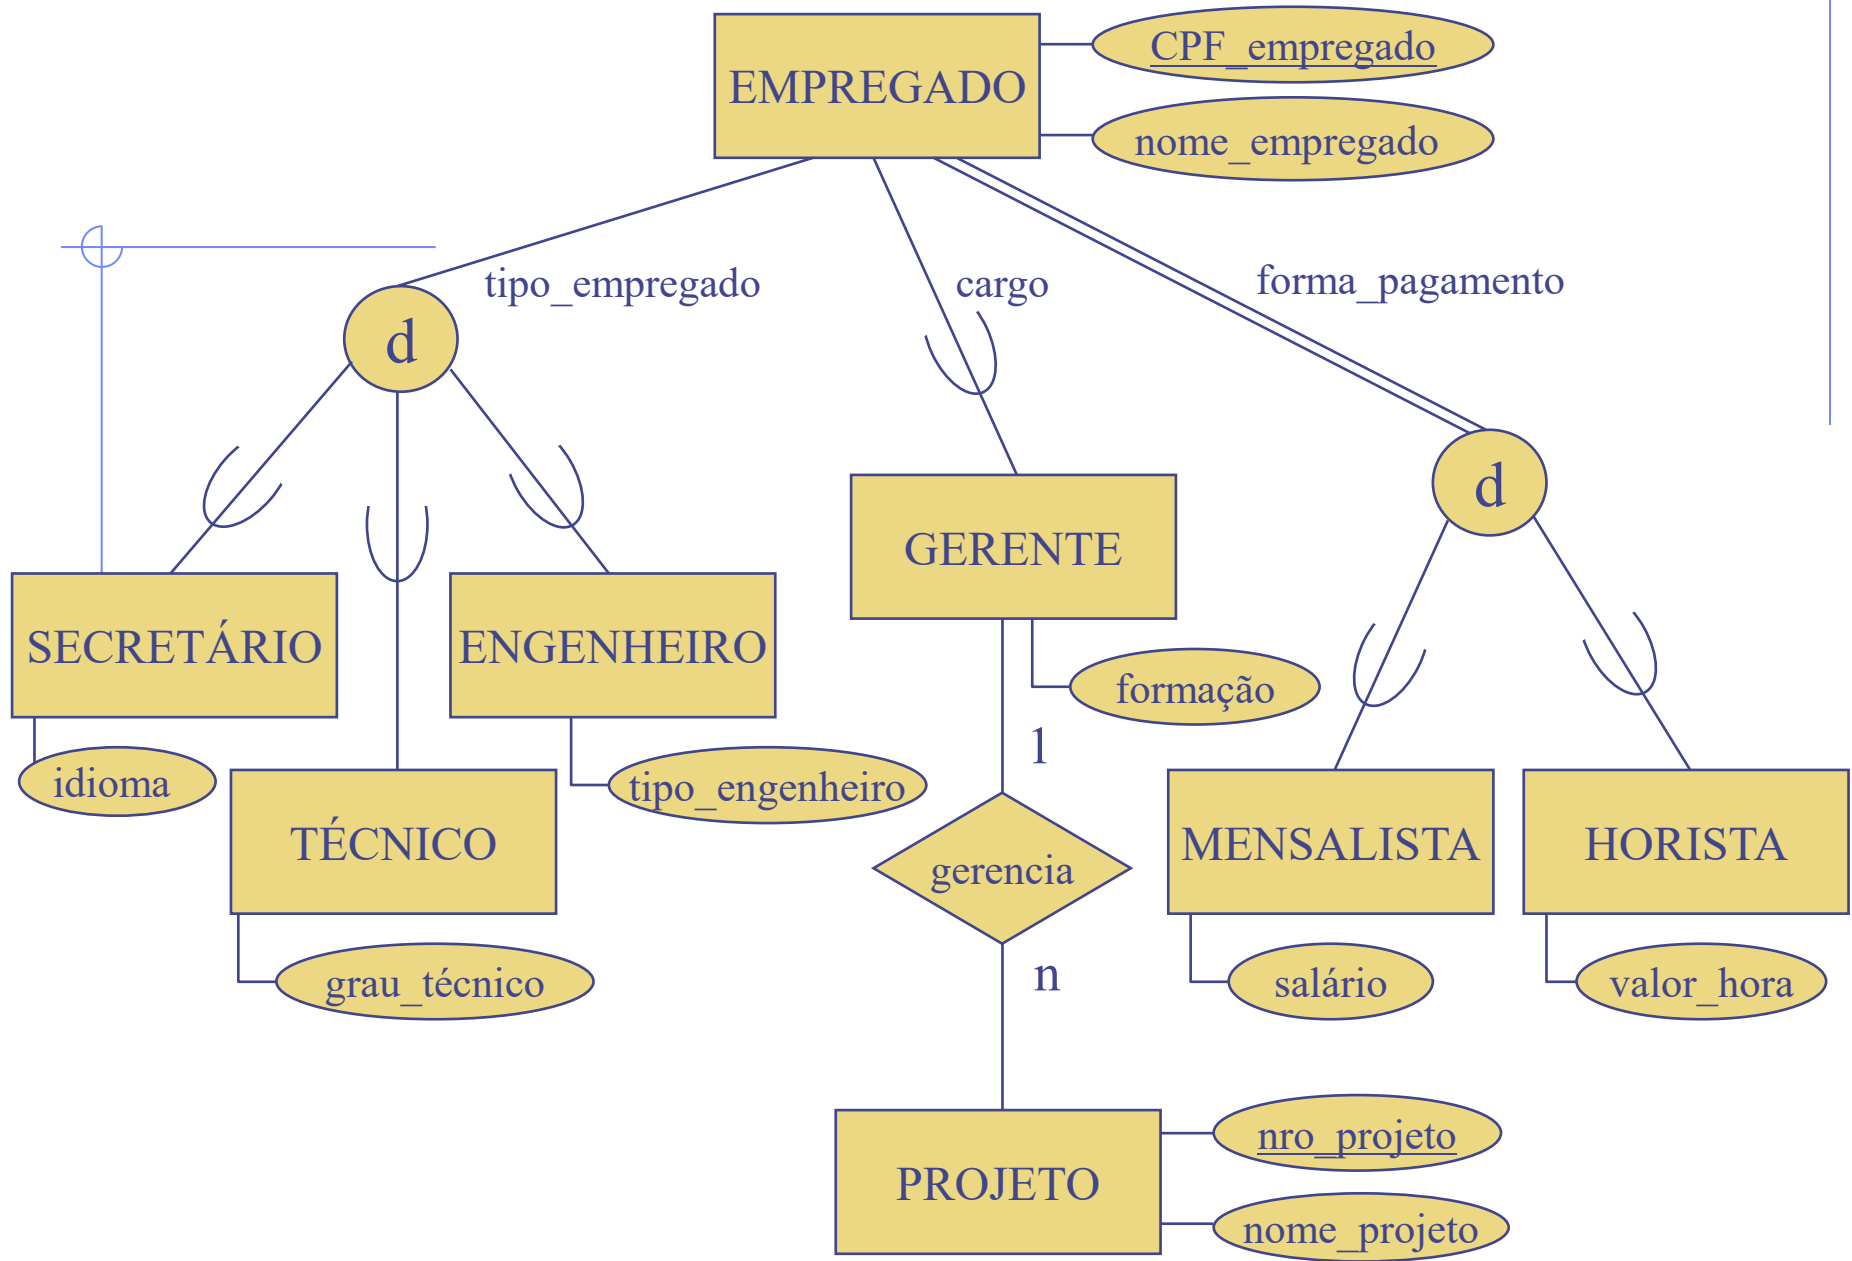 CPF_empregado
EMPREGADO
nome_empregado
tipo_empregado
cargo
forma_pagamento
d
d
GERENTE
SECRETÁRIO
ENGENHEIRO
formação
1
idioma
tipo_engenheiro
TÉCNICO
MENSALISTA
HORISTA
gerencia
grau_técnico
n
salário
valor_hora
nro_projeto
PROJETO
nome_projeto